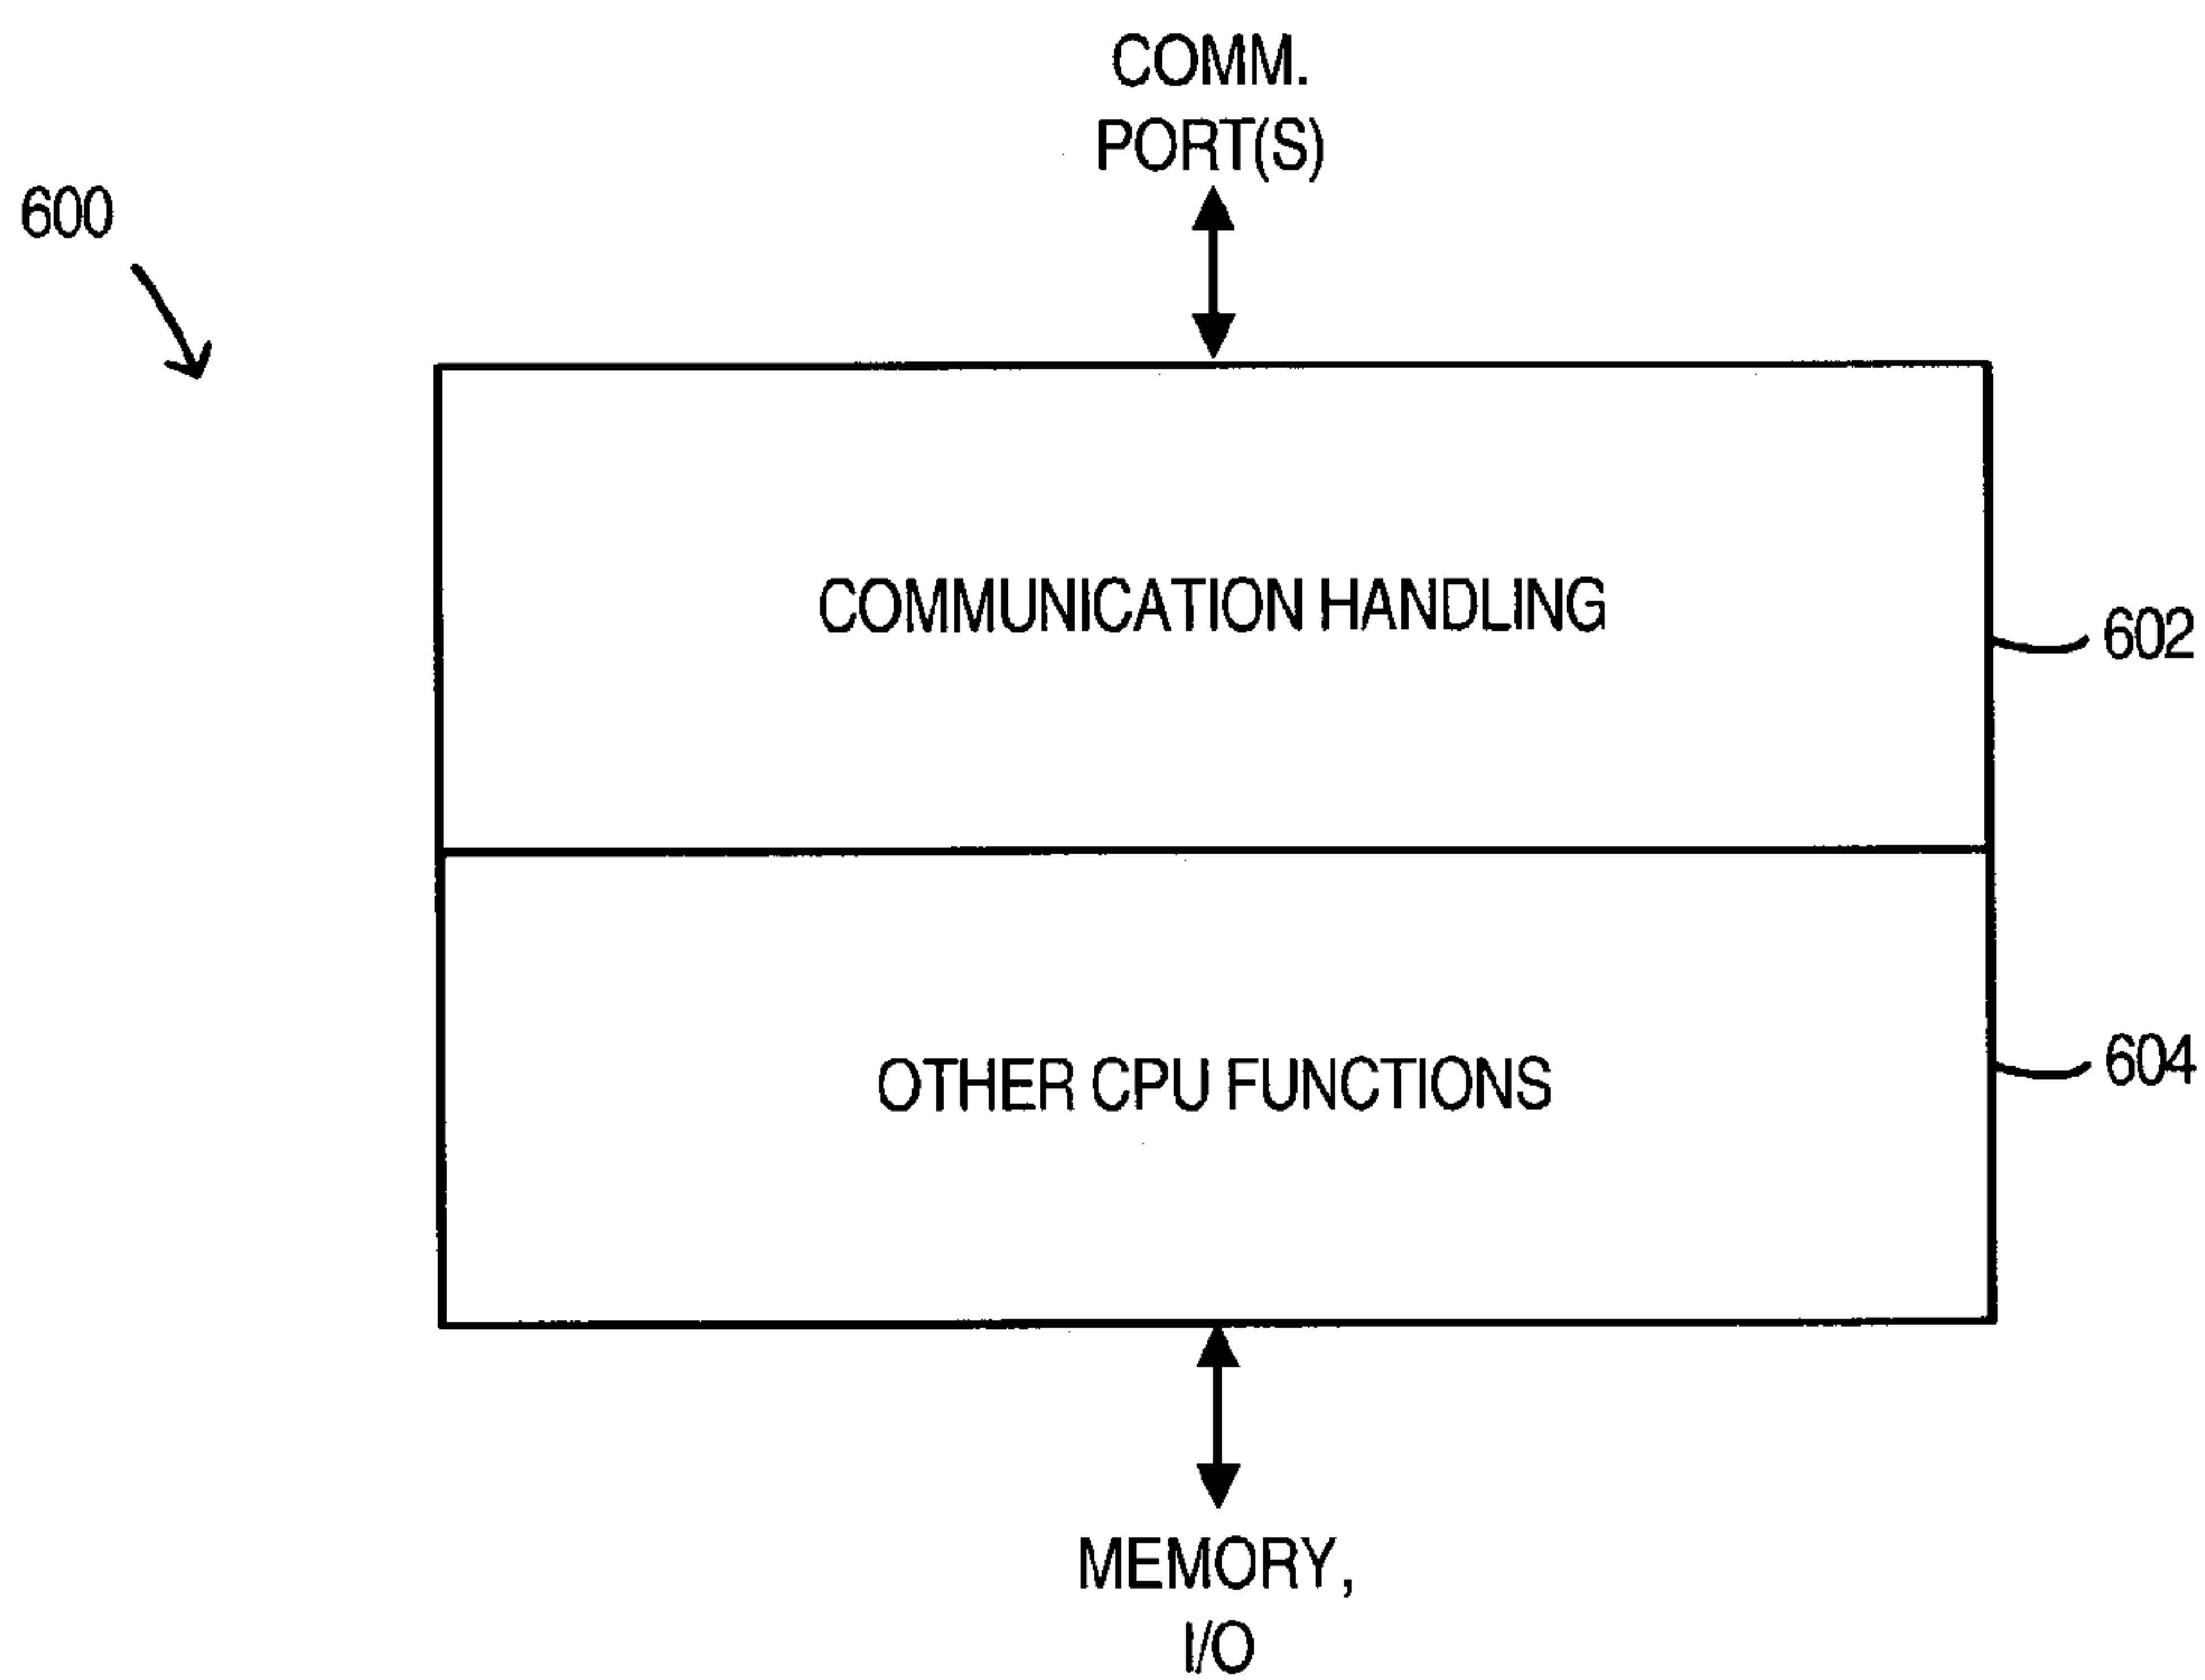 COMM.
PORT(S)
600
COMMUNICATION HANDLING
602
OTHER CPU FUNCTIONS
604
MEMORY,
I/O